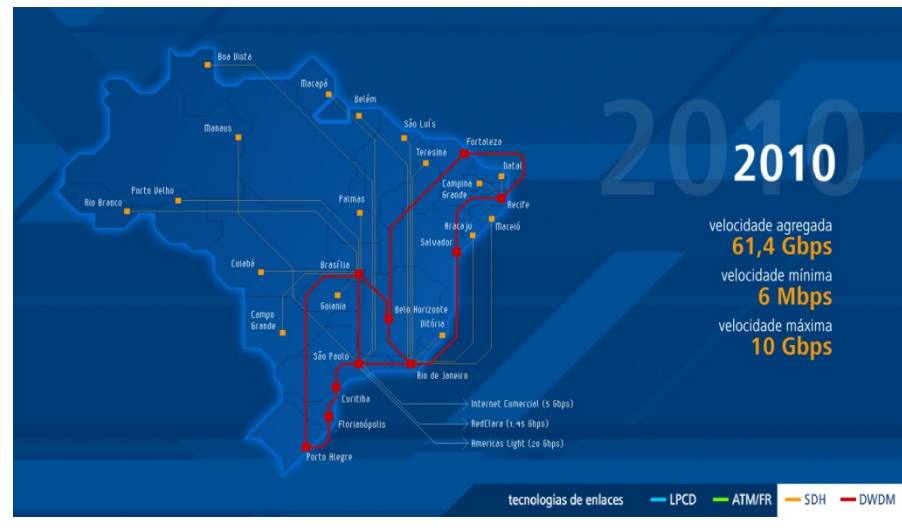 Boa Vista
Macapá
Belém
São Luís
Manaus
Teresina
Fortaleza
Natal
Campina
Grande
Porto Velho
Rio Branco
Palmas
Recife
Aracaju
Maceió
Salvador
Cuiabá
Brasília
Goiania
Belo Horizonte
Campo
Grande
Vitória
São Paulo
Rio de Janeiro
Curitiba
Florianópolis
Porto Alegre
Internet Comercial (5 Gbps)
RedClara (1,45 Gbps)
Americas Light (20 Gbps)
2010
2010
velocidade agregada
61,4 Gbps
velocidade mínima
6 Mbps
velocidade máxima
10 Gbps
tecnologias de enlaces LPCD ATM/FR SDH DWDM